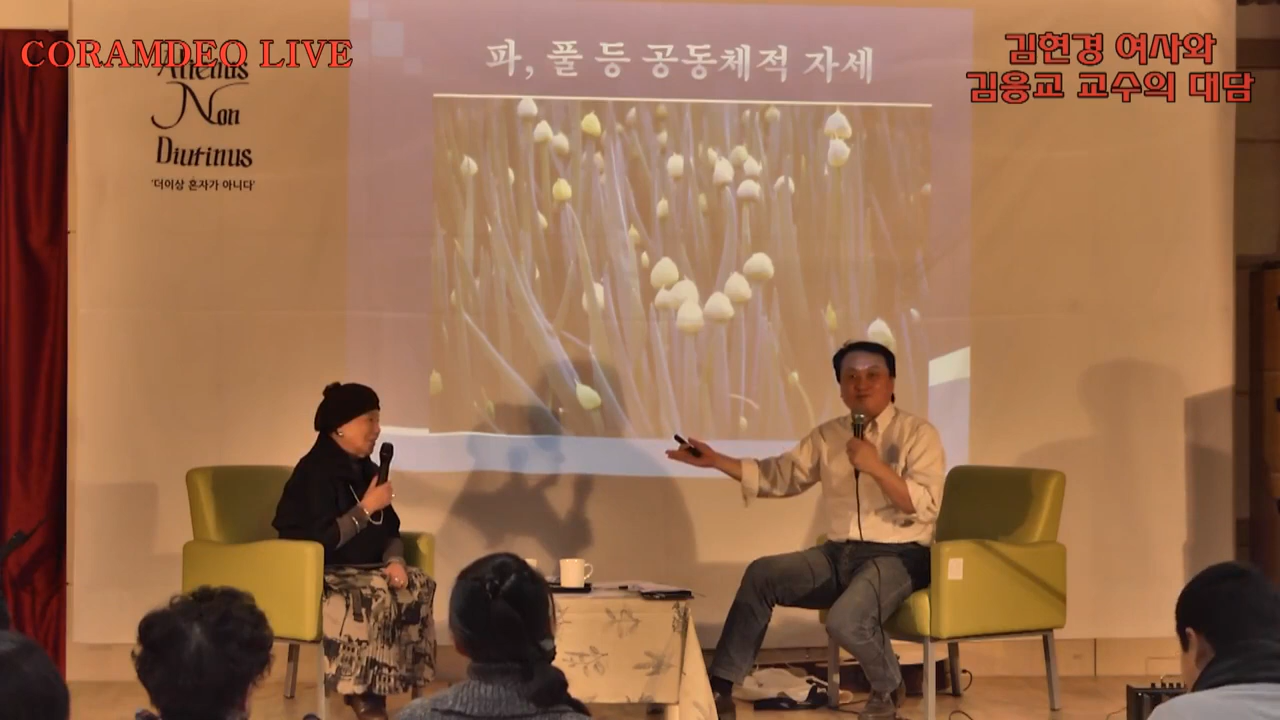 CORAMDEO LIVE
Non
Diutinus
'더이상 혼자가 아니다'
파, 풀 등 공동체적 자세
김현경 여사와
김응교 교수의 대담